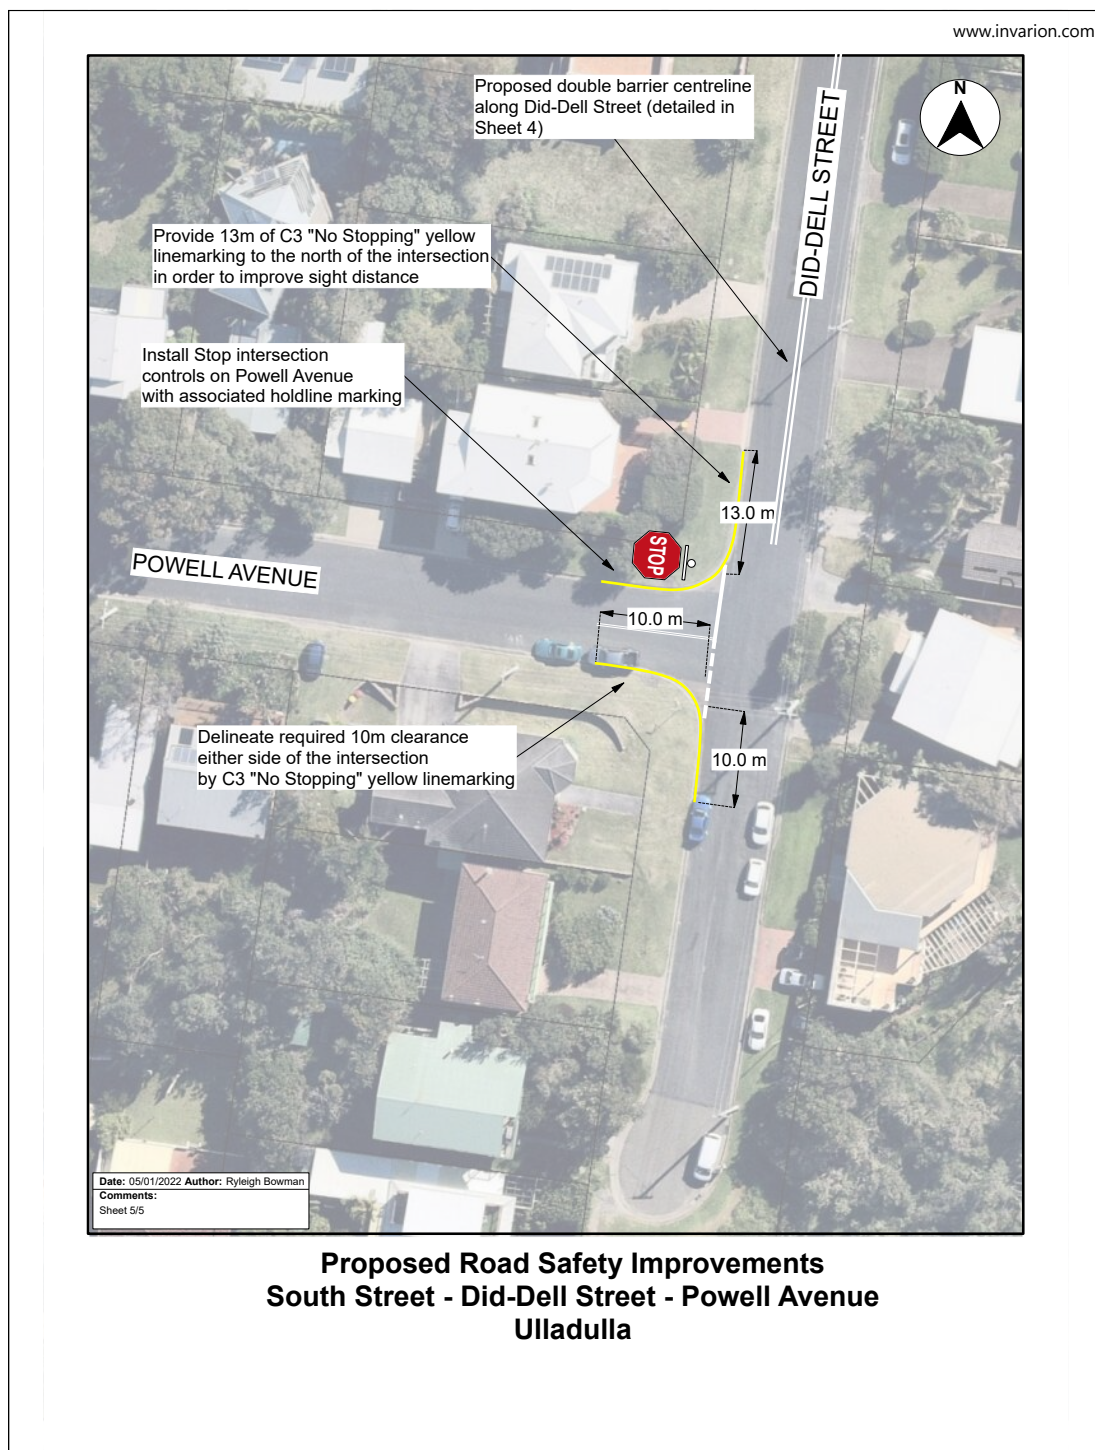 www.invarion.com
Proposed double barrier centreline
along Did-Dell Street (detailed in
Sheet 4)
N
DID-DELL STREET
Provide 13m of C3 "No Stopping" yellow
linemarking to the north of the intersection
in order to improve sight distance
Install Stop intersection
controls on Powell Avenue
with associated holdline marking
13.0 m
STOP
POWELL AVENUE
10.0 m
Delineate required 10m clearance
either side of the intersection
by C3 "No Stopping" yellow linemarking
10.0 m
Date: 05/01/2022 Author: Ryleigh Bowman
Comments:
Sheet 5/5
Proposed Road Safety Improvements
South Street - Did-Dell Street - Powell Avenue
Ulladulla